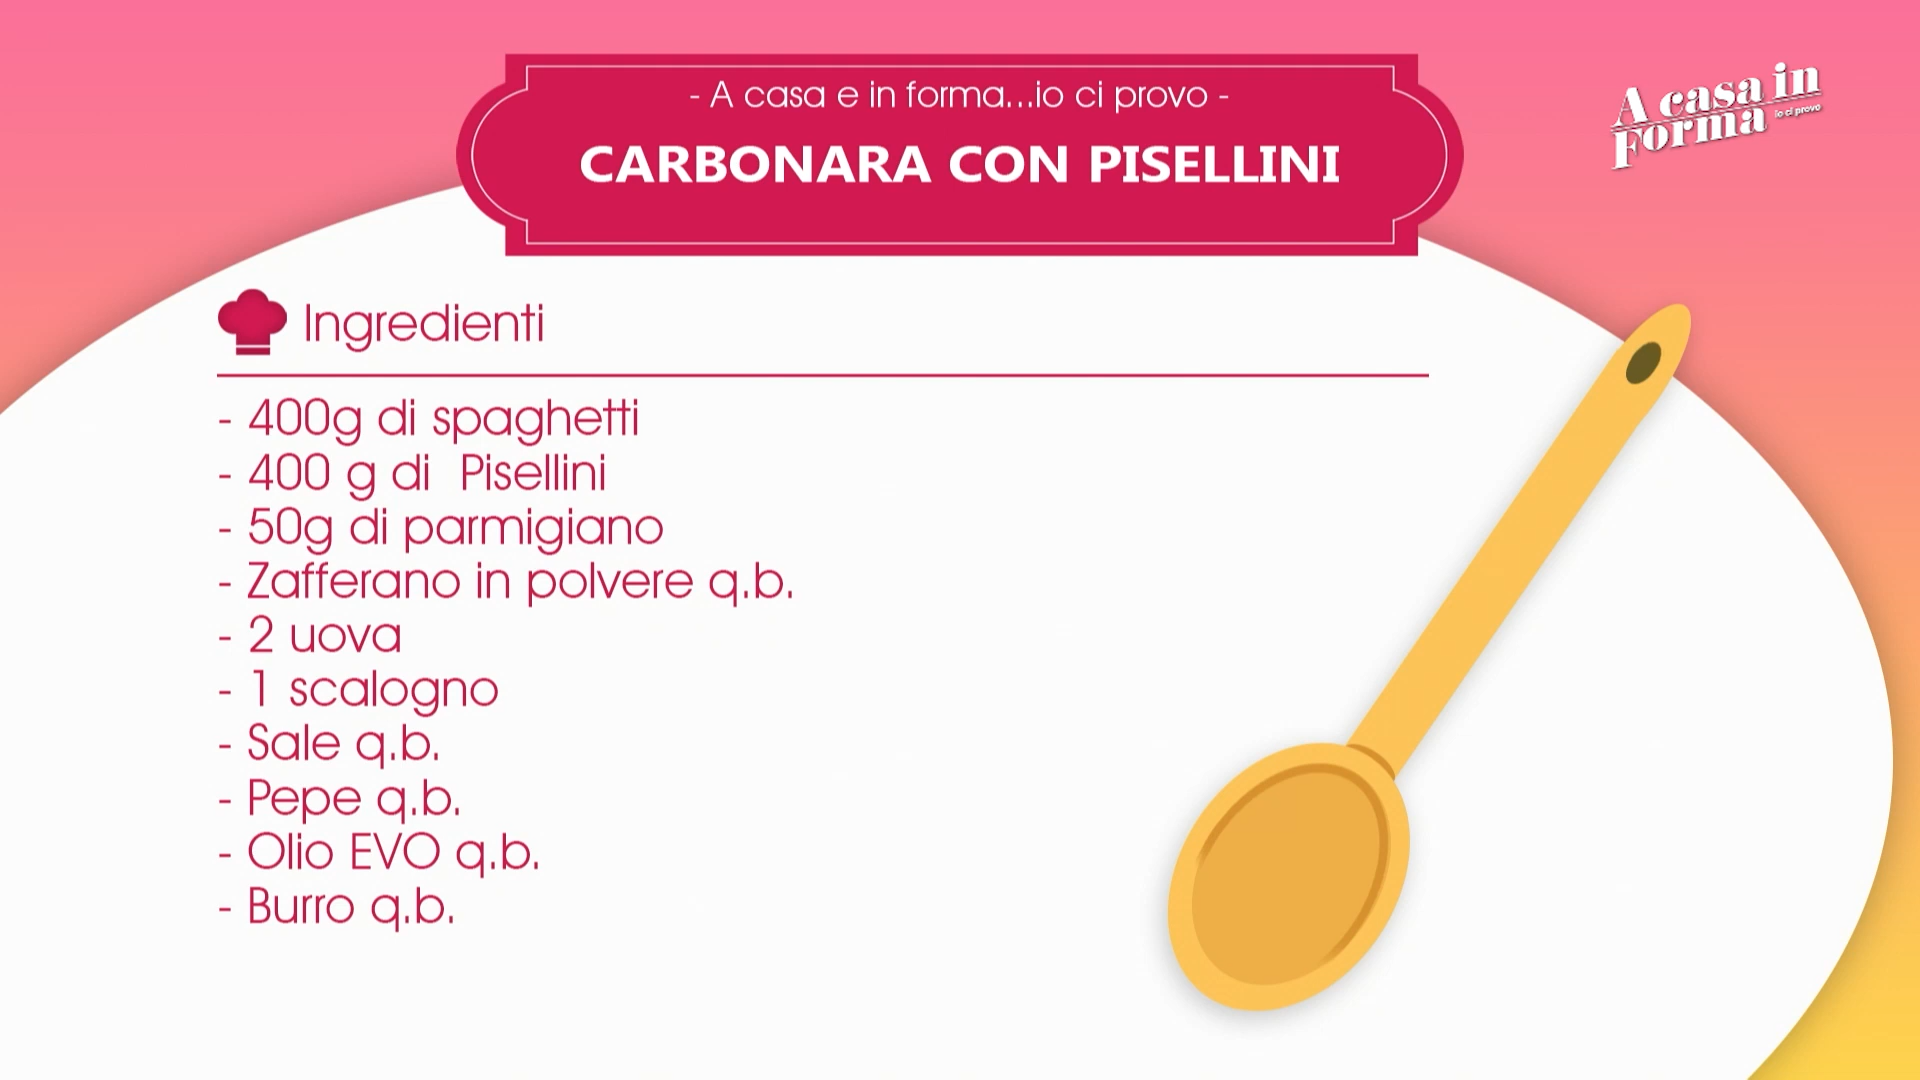 - A casa e in forma...io ci provo -
CARBONARA CON PISELLINI
A casa in
Forma io ci provo
Ingredienti
- 400g di spaghetti
- 400 g di  Pisellini
- 50g di parmigiano
- Zafferano in polvere q.b.
- 2 uova
- 1 scalogno
- Sale q.b.
- Pepe q.b.
- Olio EVO q.b.
- Burro q.b.